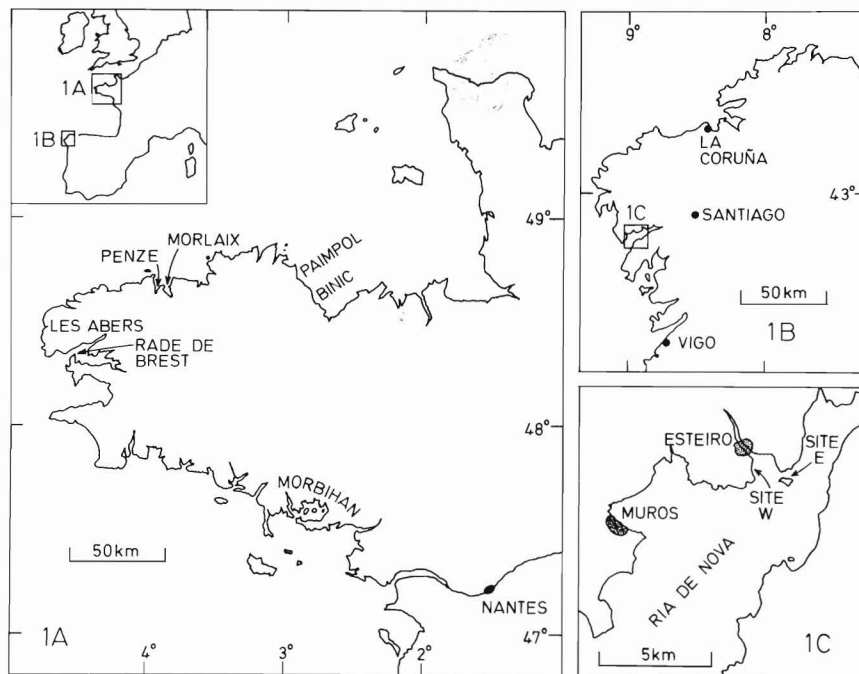 1A
1B
49°
PENZE
MORLAIX
PAIMPOL
BINIC
LES ABERS
RADE DE
BREST
48°
MORBIHAN
50km
NANTES
1A
47°
4°
3°
2°
9°
8°
LA
CORUÑA
43°
1C
SANTIAGO
50km
1B
VIGO
ESTEIRO
SITE
E
SITE
W
MUROS
RIA DE NOVA
5km
1C